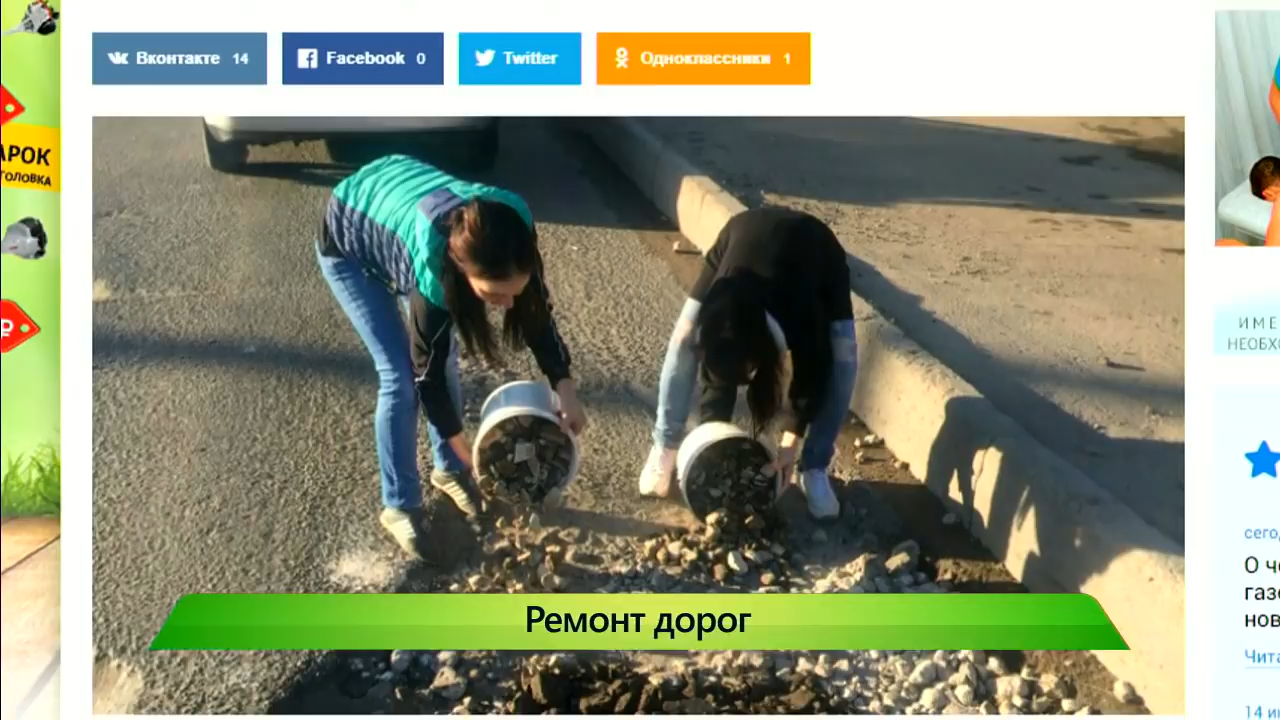 Вконтакте 14
Facebook 0
Twitter
Одноклассники 1
АРОК
ГОЛОВКА
₽
ИМЕ
НЕОБХО
сего
О че
газе
нов
Чита
14 ин
Ремонт дорог